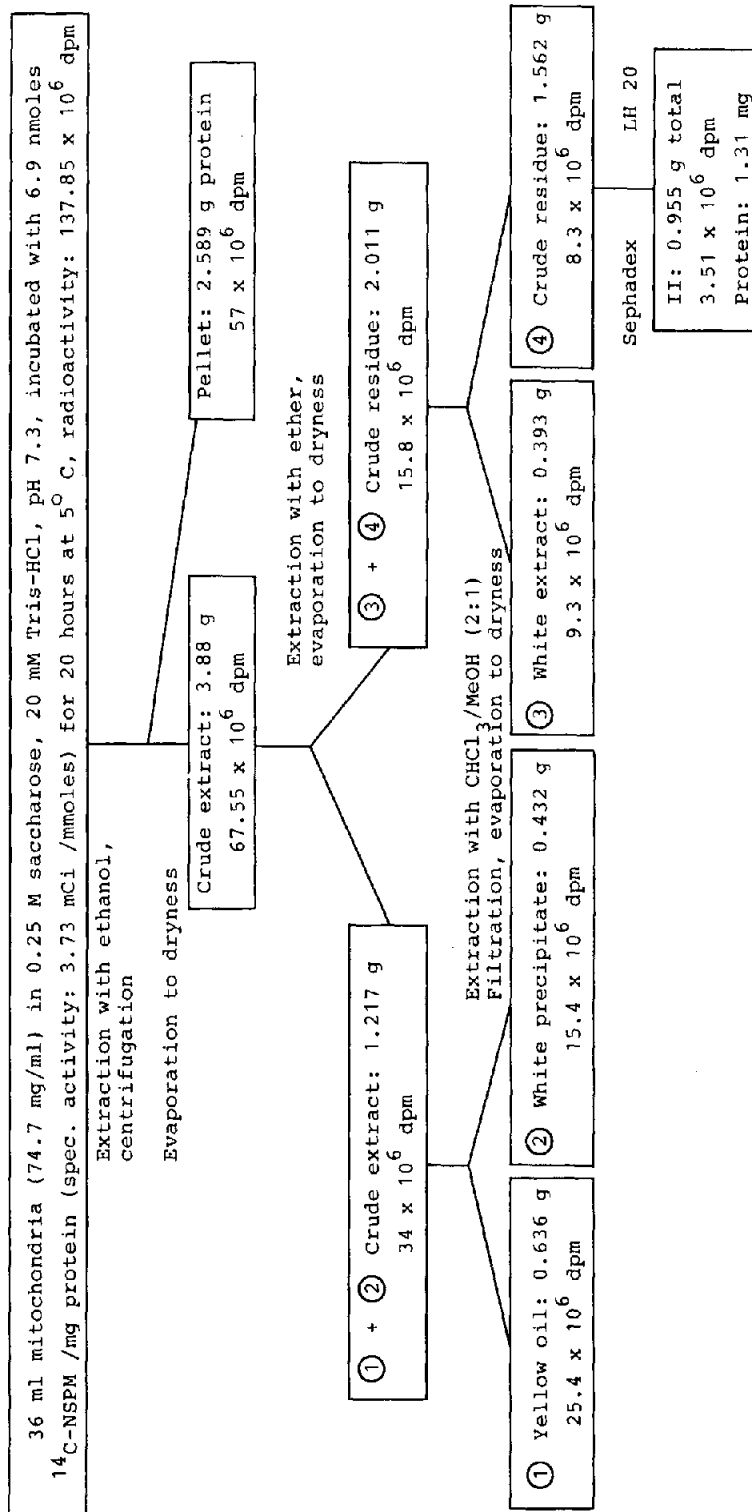 36 ml mitochondria (74.7 mg/ml) in 0.25 M saccharose, 20 mM Tris-HCl, pH 7.3, incubated with 6.9 nmoles
14C-NSPM /mg protein (spec. activity: 3.73 mCi /mmoles) for 20 hours at 5° C, radioactivity: 137.85 x 10^6 dpm
Extraction with ethanol,
centrifugation
Evaporation to dryness
Crude extract: 3.88 g
67.55 x 10^6 dpm
Pellet: 2.589 g protein
57 x 10^6 dpm
Extraction with ether,
evaporation to dryness
① + ② Crude extract: 1.217 g
34 x 10^6 dpm
③ + ④ Crude residue: 2.011 g
15.8 x 10^6 dpm
Extraction with CHCl3/MeOH (2:1)
Filtration, evaporation to dryness
① Yellow oil: 0.636 g
25.4 x 10^6 dpm
② White precipitate: 0.432 g
15.4 x 10^6 dpm
③ White extract: 0.393 g
9.3 x 10^6 dpm
④ Crude residue: 1.562 g
8.3 x 10^6 dpm
Sephadex LH 20
II: 0.955 g total
3.51 x 10^6 dpm
Protein: 1.31 mg